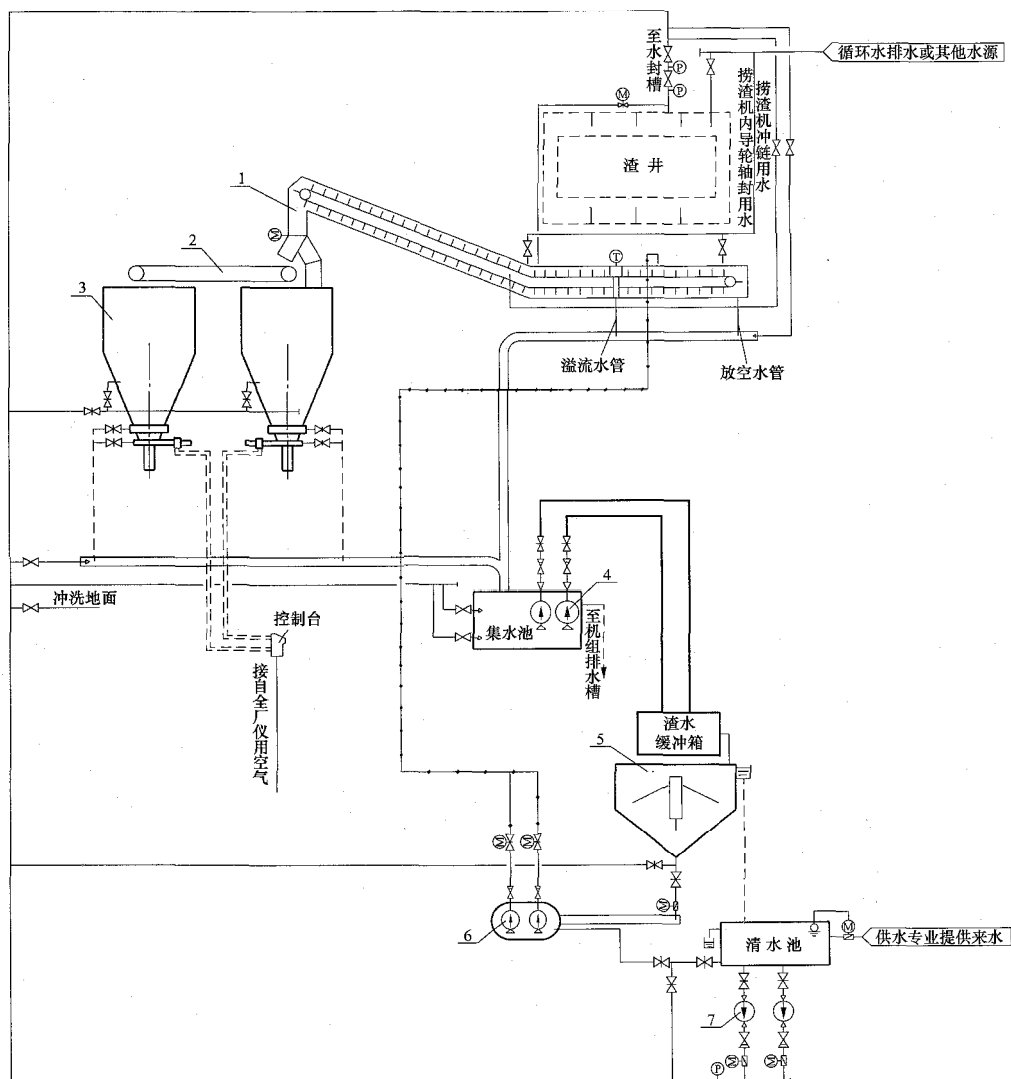 至水封槽
循环水排水或其他水源
P
P
M
捞渣机内导轮轴封用水
捞渣机冲链用水
渣井
1
M
2
T
3
溢流水管
放空水管
4
冲洗地面
控制台
集水池
至机组排水槽
接自全厂仪用空气
渣水
缓冲箱
5
M
M
M
6
清水池
M
供水专业提供来水
7
P
M
M